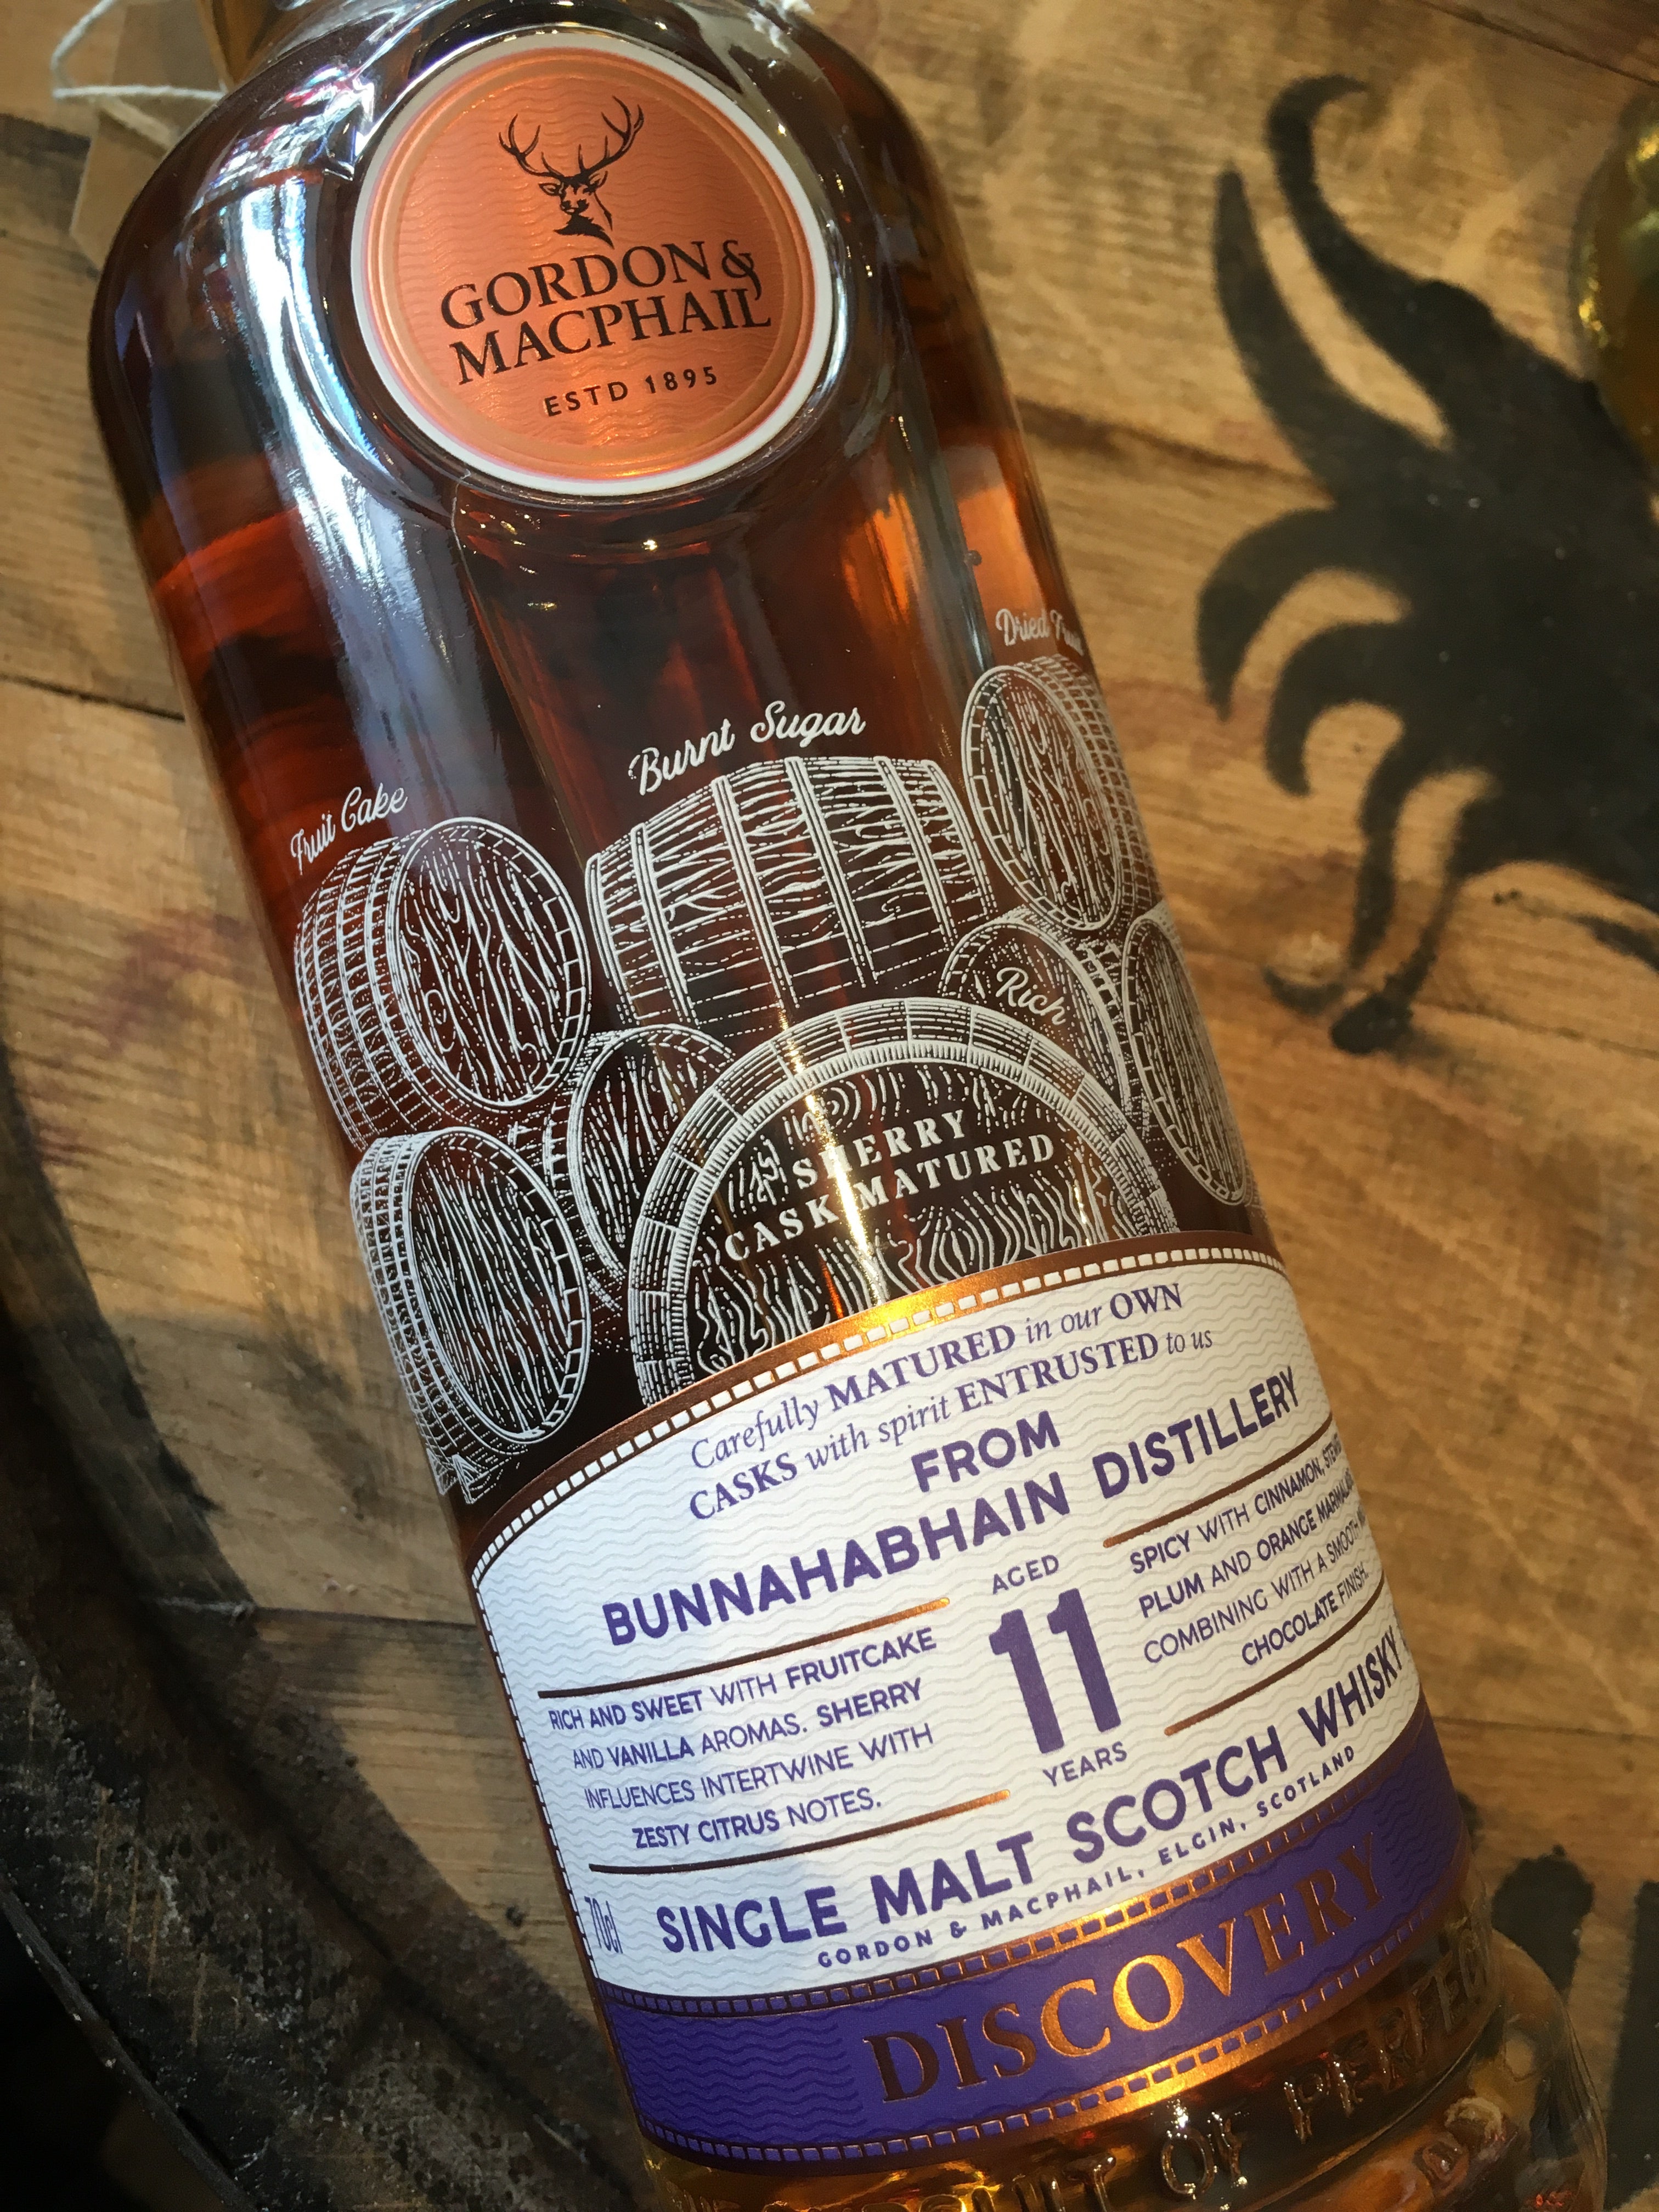 GORDON &
MACPHAIL
ESTD 1895
Dried
Burnt Sugar
Fruit Cake
Rich
SHERRY
CASK MATURED
Carefully MATURED in our OWN
CASKS with spirit ENTRUSTED to us
FROM
BUNNAHABHAIN DISTILLERY
RICH AND SWEET WITH FRUITCAKE
AND VANILLA AROMAS. SHERRY
INFLUENCES INTERTWINE WITH
ZESTY CITRUS NOTES.
AGED
11
YEARS
SPICY WITH CINNAMON,
PLUM AND ORANGE MARMALADE
COMBINING WITH A SMOOTH
CHOCOLATE FINISH.
70cl
SINGLE MALT SCOTCH WHISKY
GORDON & MACPHAIL, ELGIN, SCOTLAND
DISCOVERY
OF